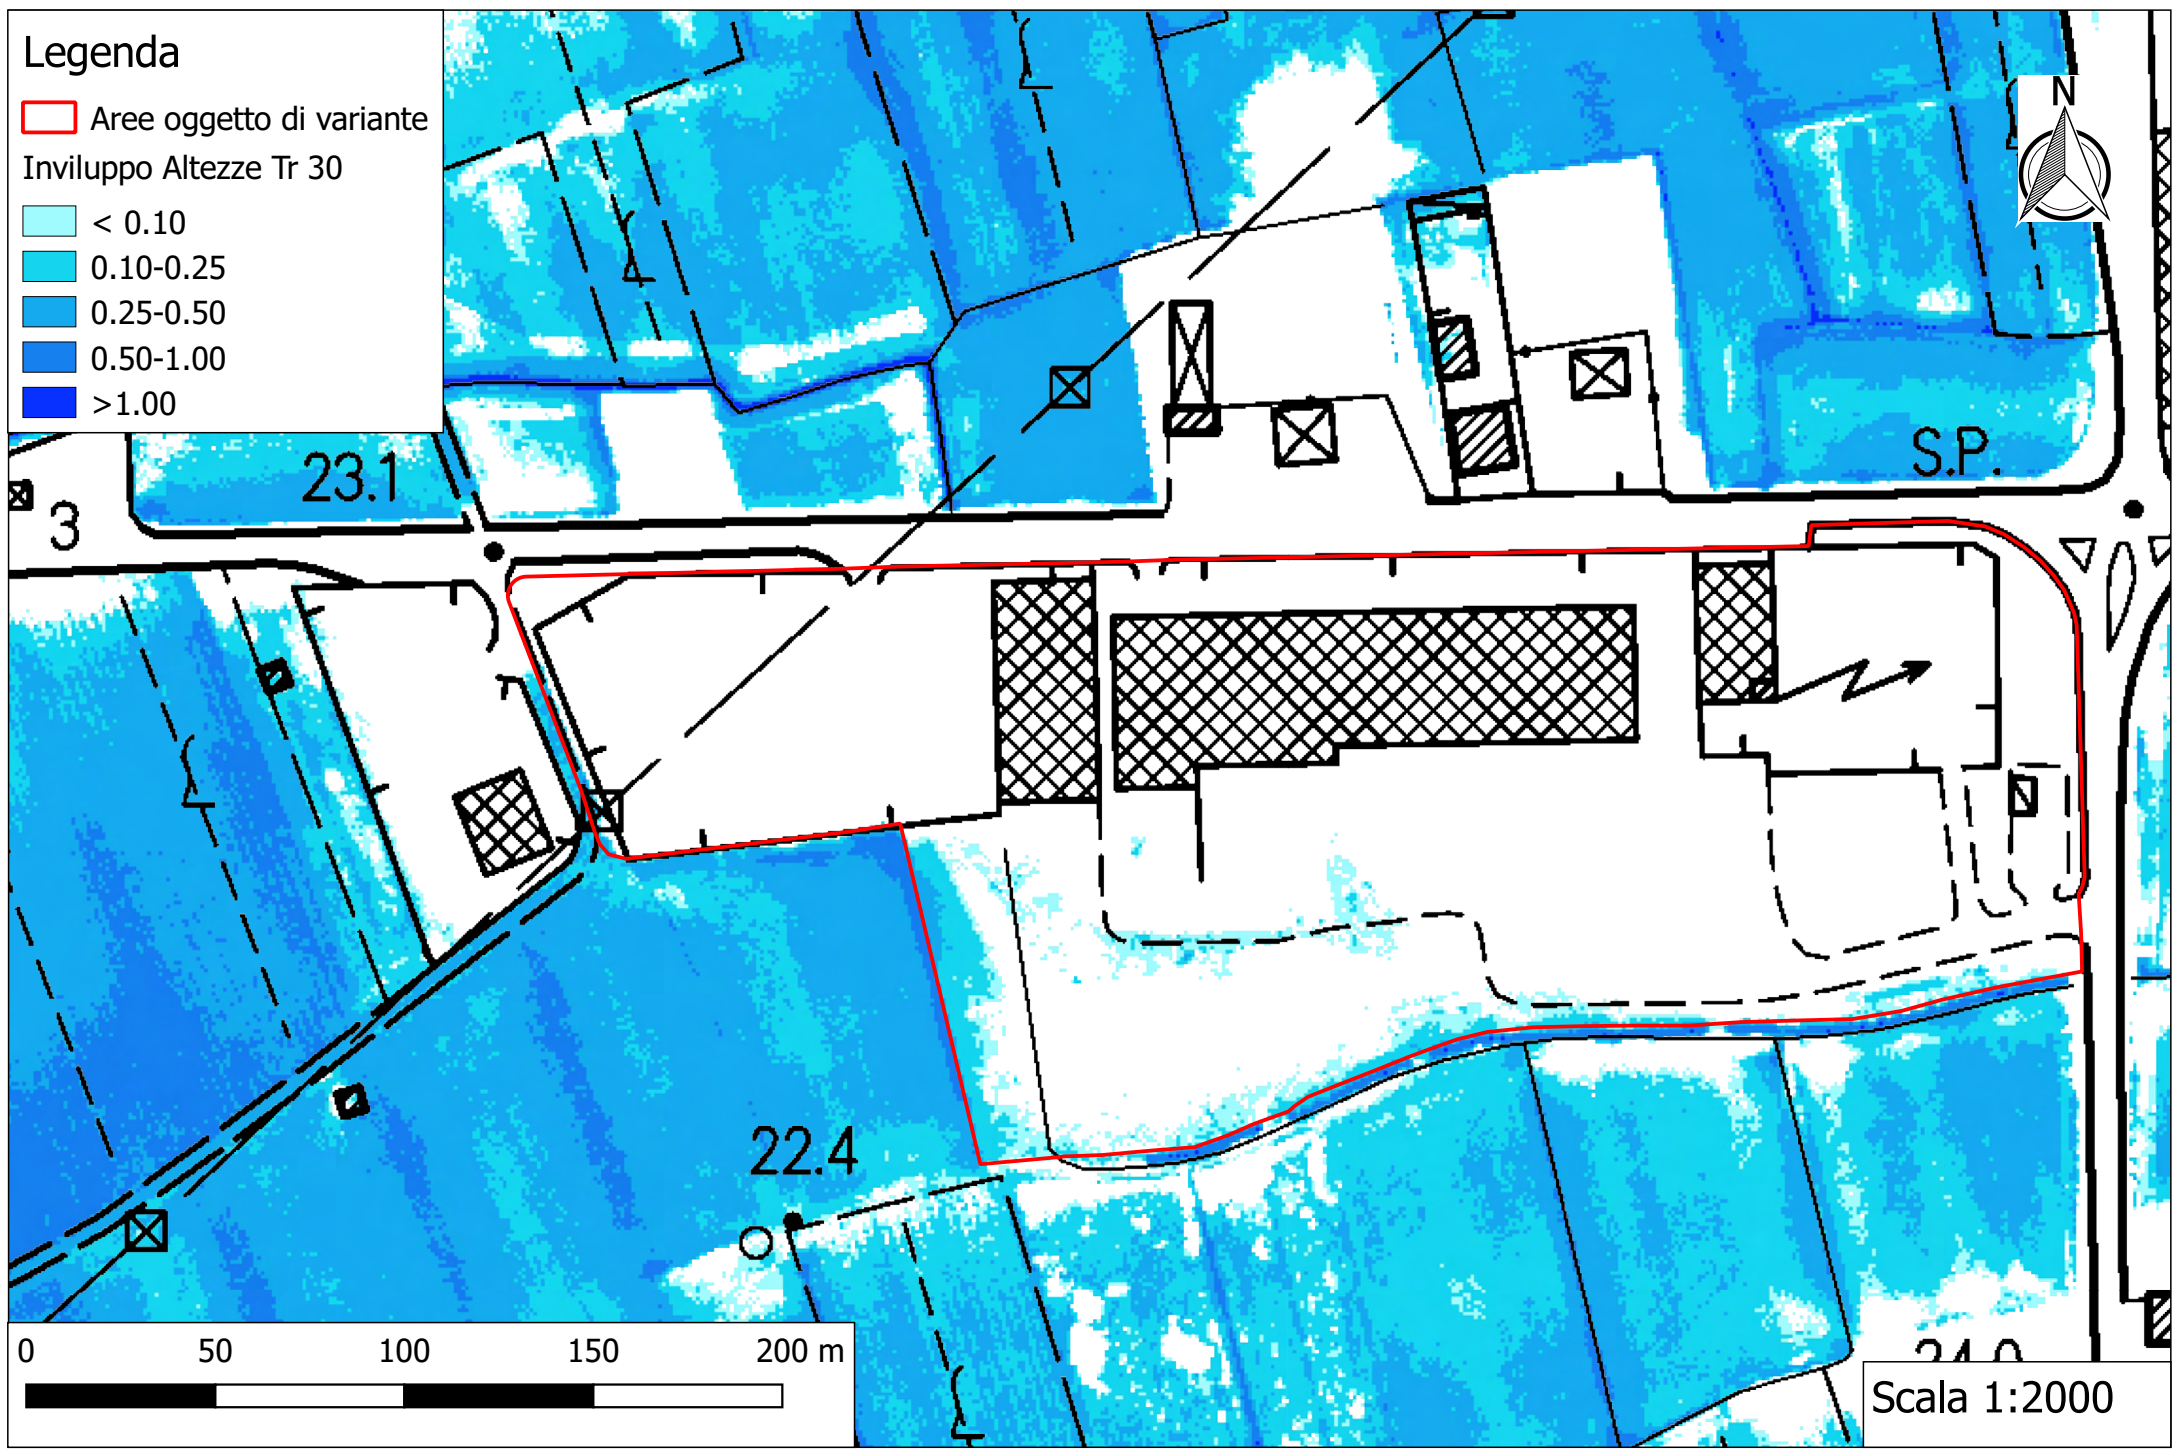 Legenda
Aree oggetto di variante
Inviluppo Altezze Tr 30
< 0.10
0.10-0.25
0.25-0.50
0.50-1.00
>1.00
N
S.P.
23.1
3
22.4
24.0
0 50 100 150 200 m
Scala 1:2000